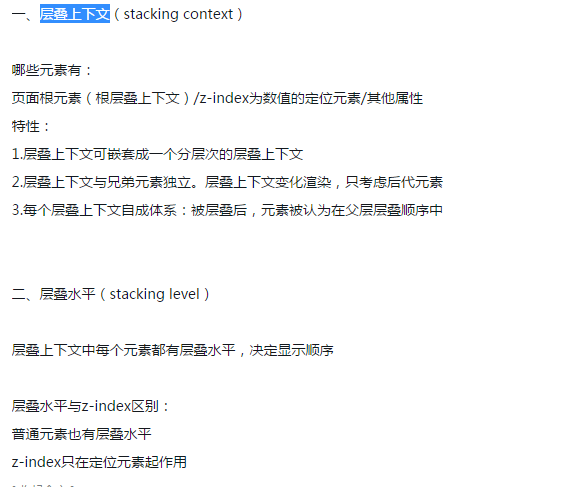 一、层叠上下文（stacking context）
哪些元素有：
页面根元素（根层叠上下文）/z-index为数值的定位元素/其他属性
特性：
1.层叠上下文可嵌套成一个分层次的层叠上下文
2.层叠上下文与兄弟元素独立。层叠上下文变化渲染，只考虑后代元素
3.每个层叠上下文自成体系：被层叠后，元素被认为在父层层叠顺序中
二、层叠水平（stacking level）
层叠上下文中每个元素都有层叠水平，决定显示顺序
层叠水平与z-index区别：
普通元素也有层叠水平
z-index只在定位元素起作用